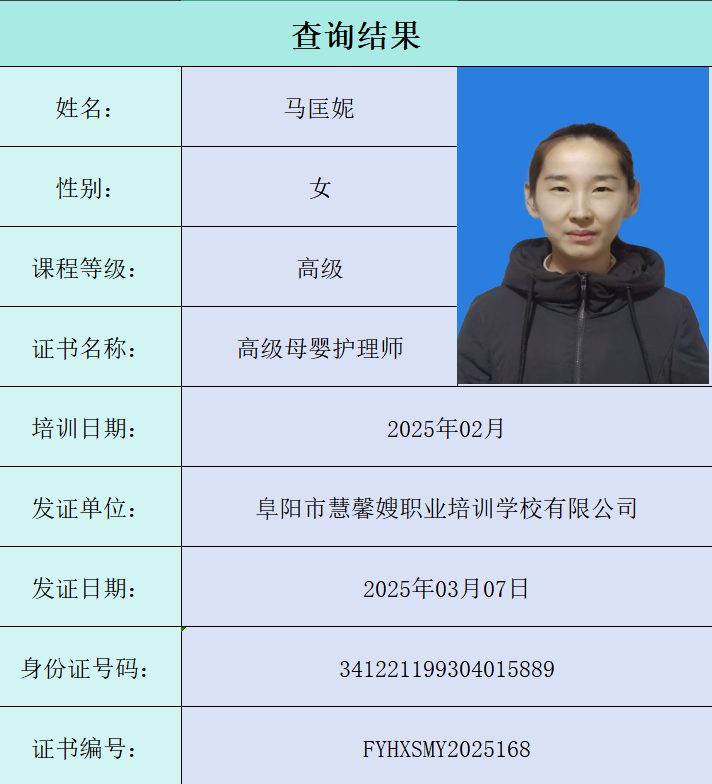 查询结果
姓名： 马匡妮
性别： 女
课程等级： 高级
证书名称： 高级母婴护理师
培训日期： 2025年02月
发证单位： 阜阳市慧馨嫂职业培训学校有限公司
发证日期： 2025年03月07日
身份证号码： 341221199304015889
证书编号： FYHXSMY2025168